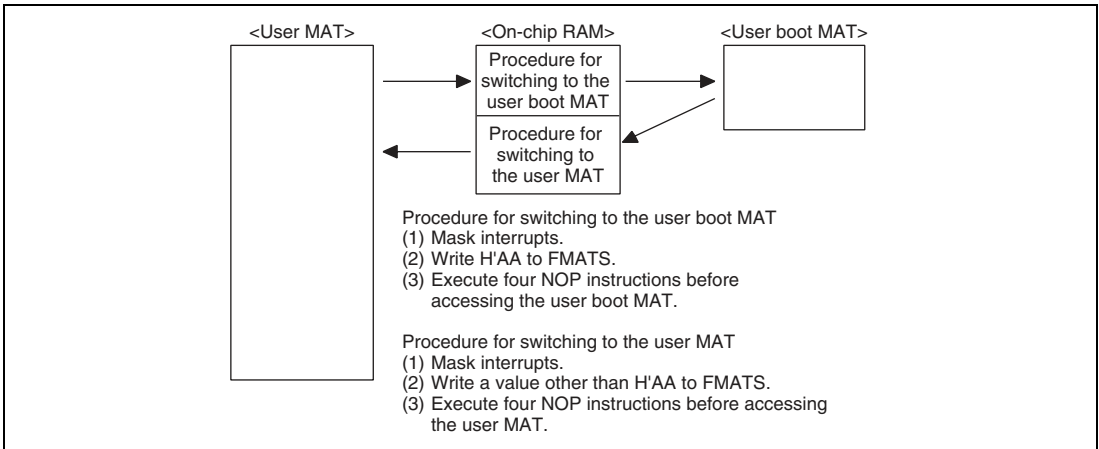 <User MAT>
<On-chip RAM>
<User boot MAT>
Procedure for
switching to the
user boot MAT
Procedure for
switching to
the user MAT
Procedure for switching to the user boot MAT
(1) Mask interrupts.
(2) Write H'AA to FMATS.
(3) Execute four NOP instructions before
accessing the user boot MAT.
Procedure for switching to the user MAT
(1) Mask interrupts.
(2) Write a value other than H'AA to FMATS.
(3) Execute four NOP instructions before accessing
the user MAT.